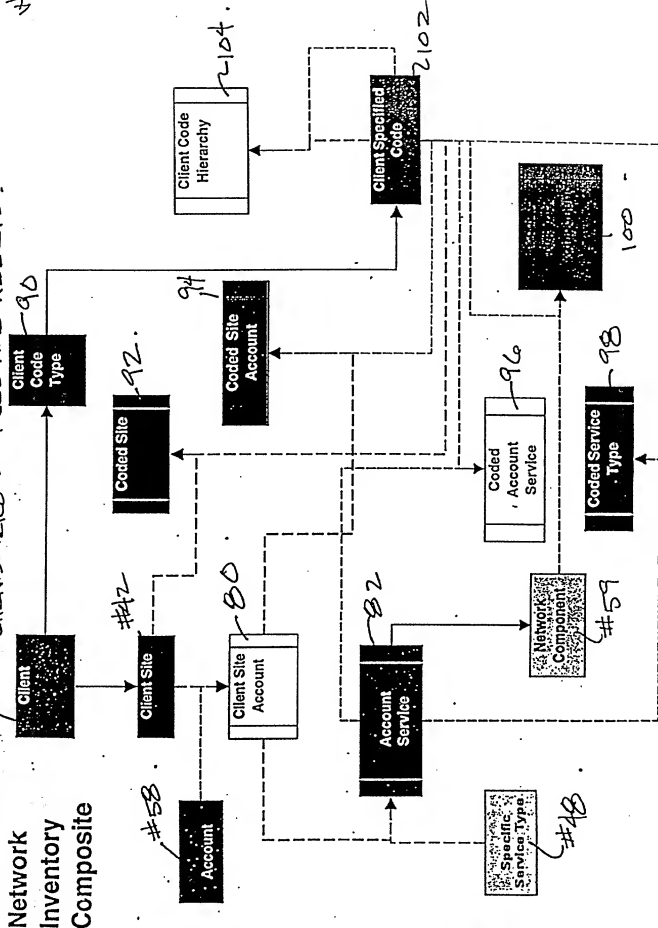 Network
Inventory
Composite
Client
Client
Code
Type
90
Client Code
Hierarchy
2104
Client Specified
Code
2102
Client Site
#42
Coded Site
92
Coded Site
Account
94
#58
Account
Client Site
Account
80
Account
Service
82
Coded
Account
Service
96
100
Network
Component
#59
Coded Service
Type
98
Specific
Service Type
#48